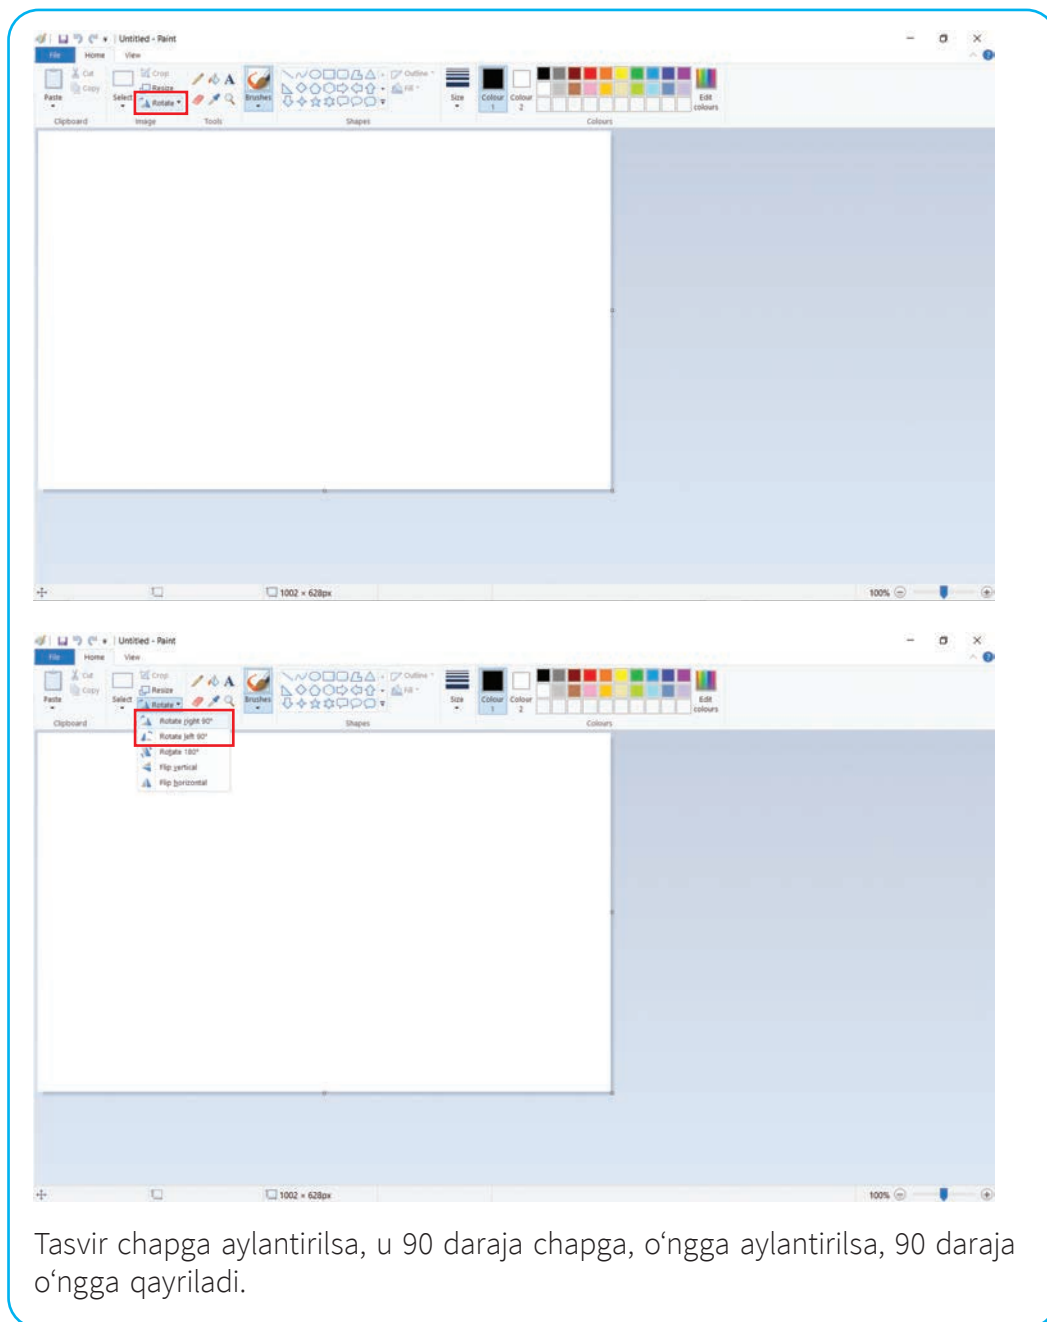 Untitled - Paint
File Home View
Cut
Crop
Outline
Copy
Resize
Fill
Paste
Select
Rotate
Brushes
Size
Colour 1
Colour 2
Edit colours
Clipboard
Image
Tools
Shapes
Colours
1002 × 628px
100%
Untitled - Paint
File Home View
Cut
Crop
Outline
Copy
Resize
Fill
Paste
Select
Rotate
Brushes
Size
Colour 1
Colour 2
Edit colours
Clipboard
Shapes
Colours
Rotate right 90°
Rotate left 90°
Rotate 180°
Flip vertical
Flip horizontal
1002 × 628px
100%
Tasvir chapga aylantirilsa, u 90 daraja chapga, o‘ngga aylantirilsa, 90 daraja
o‘ngga qayriladi.